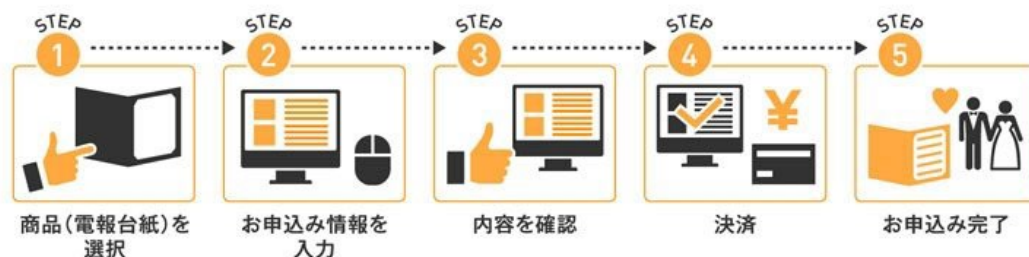 STEP
1
STEP
2
STEP
3
STEP
4
STEP
5
¥
商品(電報台紙)を
選択
お申込み情報を
入力
内容を確認
決済
お申込み完了